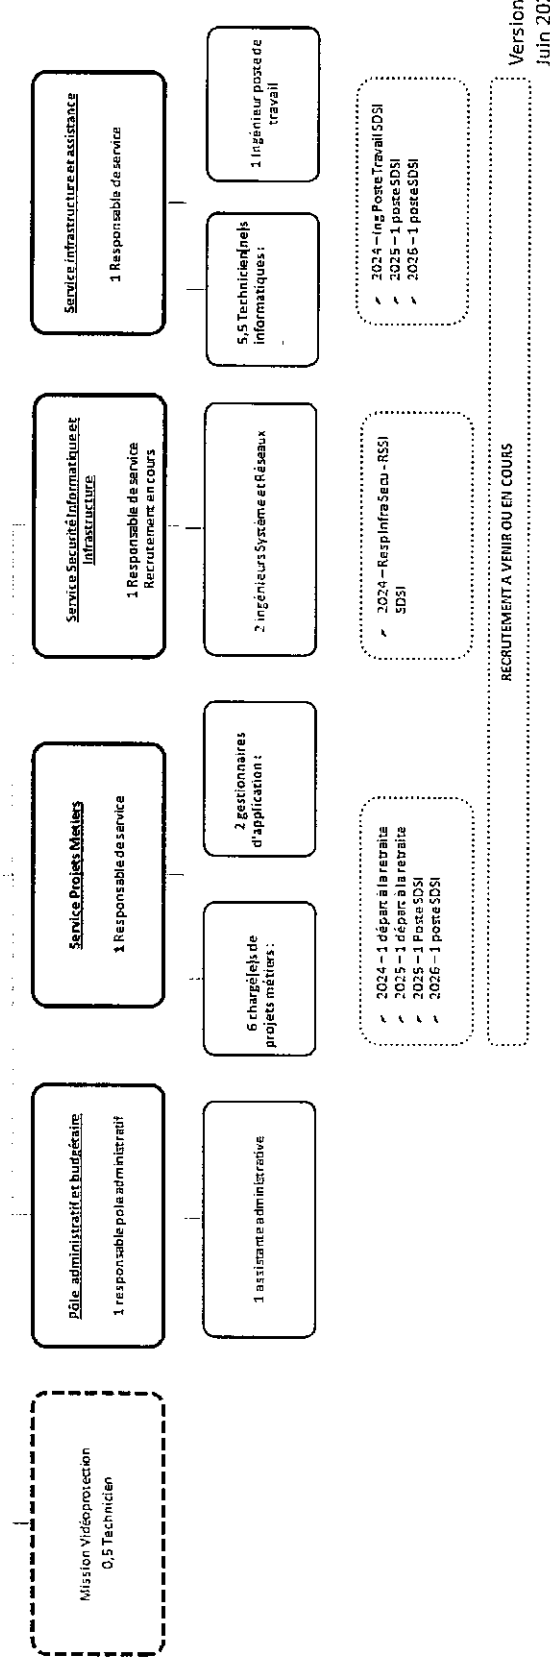 Mission Vidéoprotection
0,5 Technicien
pôle administratif et budgétaire
1 responsable pole administratif
1 assistante administrative
Service Projets Metiers
1 Responsable de service
6 chargé(e)s de
projets métiers :
2 gestionnaires
d'application :
2024 – 1 départ à la retraite
2025 – 1 départ à la retraite
2025 – 1 Poste SDSI
2026 – 1 poste SDSI
Service Securité Informatique et
Infrastructure
1 Responsable de service
Recrutement en cours
2 ingénieurs Système et Réseaux
2024 – Resp Infra Secu - RSSI
SDSI
Service infrastructure et assistance
1 Responsable de service
5,5 Technicien(ne)s
informatiques :
1 Ingénieur poste de
travail
2024 – Ing Poste Travail SDSI
2025 – 1 poste SDSI
2026 – 1 poste SDSI
RECRUTEMENT A VENIR OU EN COURS
Version
Juin